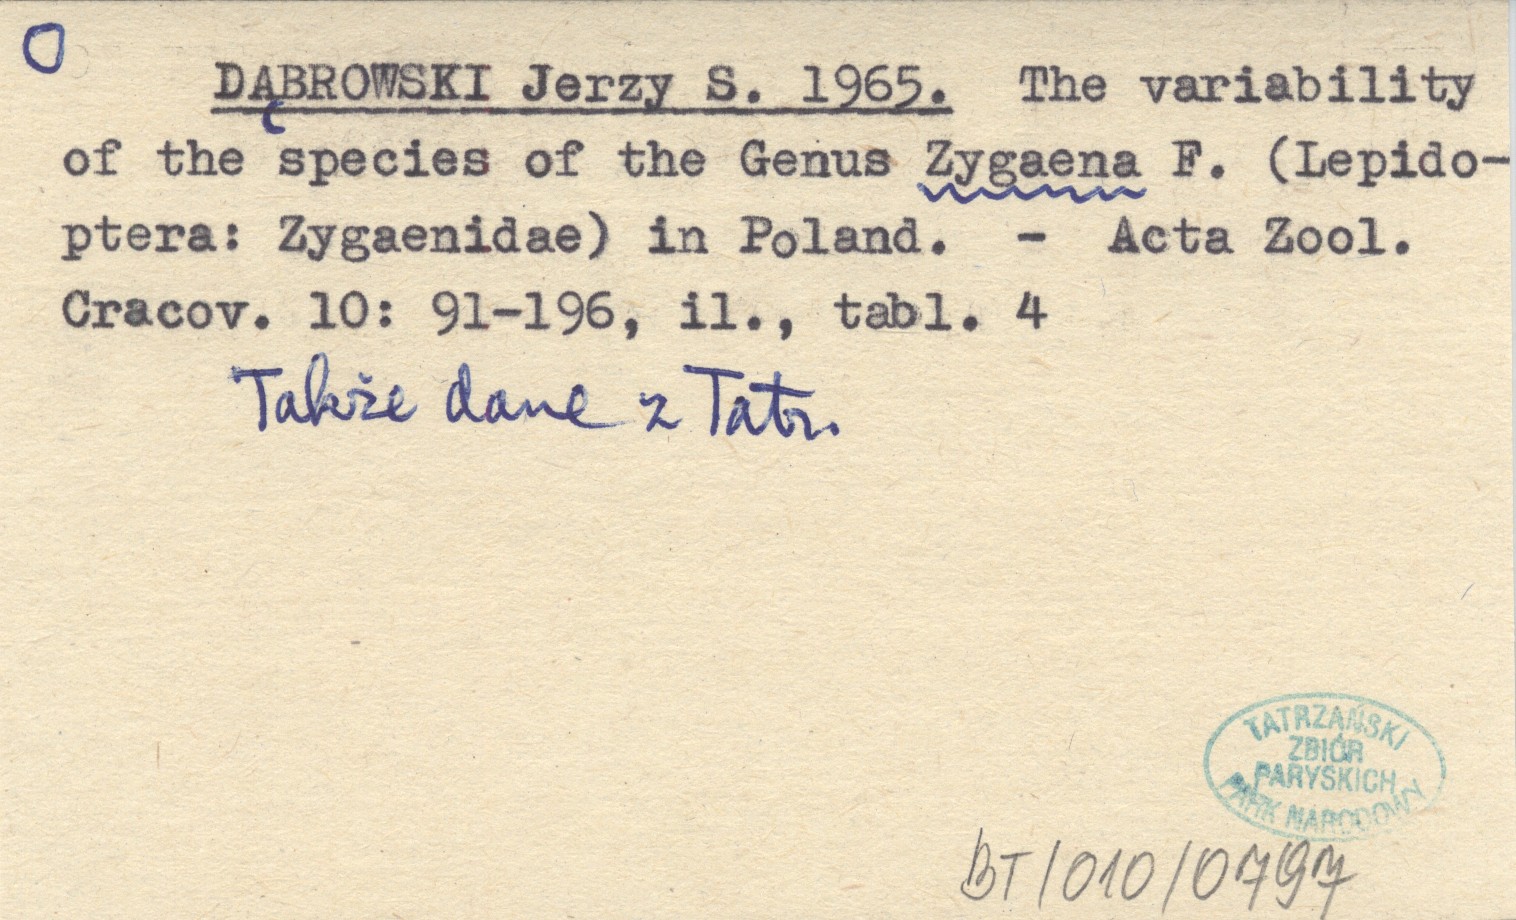 O
DĄBROWSKI Jerzy S. 1965. The variability
of the species of the Genus Zygaena F. (Lepido-
ptera: Zygaenidae) in Poland. - Acta Zool.
Cracov. 10: 91-196, il., tabl. 4
Także dane z Tatr.
TATRZAŃSKI
ZBIÓR
PARYSKICH
PARK NARODOWY
BT/010/0797